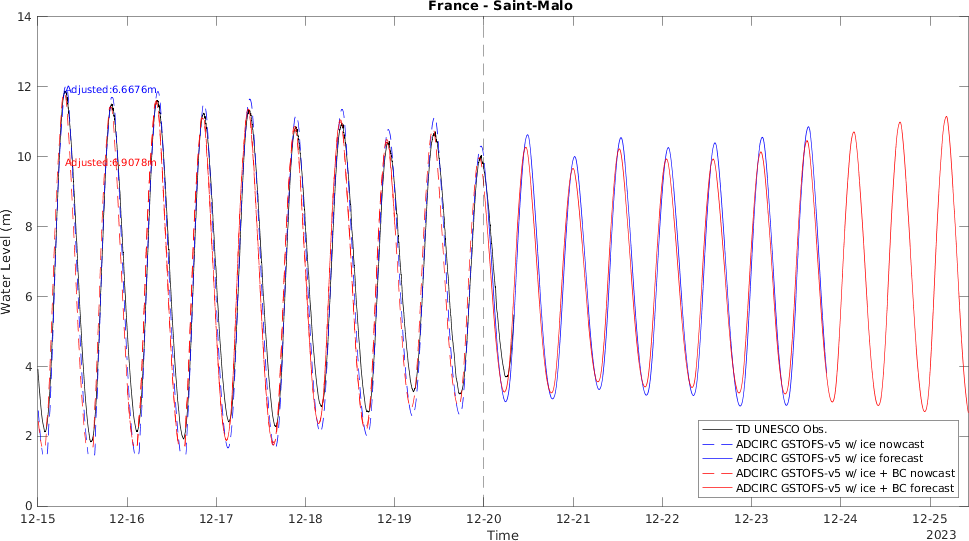 France - Saint-Malo
14
12
10
8
6
4
2
0
Water Level (m)
Adjusted:6.6676m
Adjusted:6.9078m
TD UNESCO Obs.
ADCIRC GSTOFS-v5 w/ ice nowcast
ADCIRC GSTOFS-v5 w/ ice forecast
ADCIRC GSTOFS-v5 w/ ice + BC nowcast
ADCIRC GSTOFS-v5 w/ ice + BC forecast
12-15 12-16 12-17 12-18 12-19 12-20 12-21 12-22 12-23 12-24 12-25
Time
2023